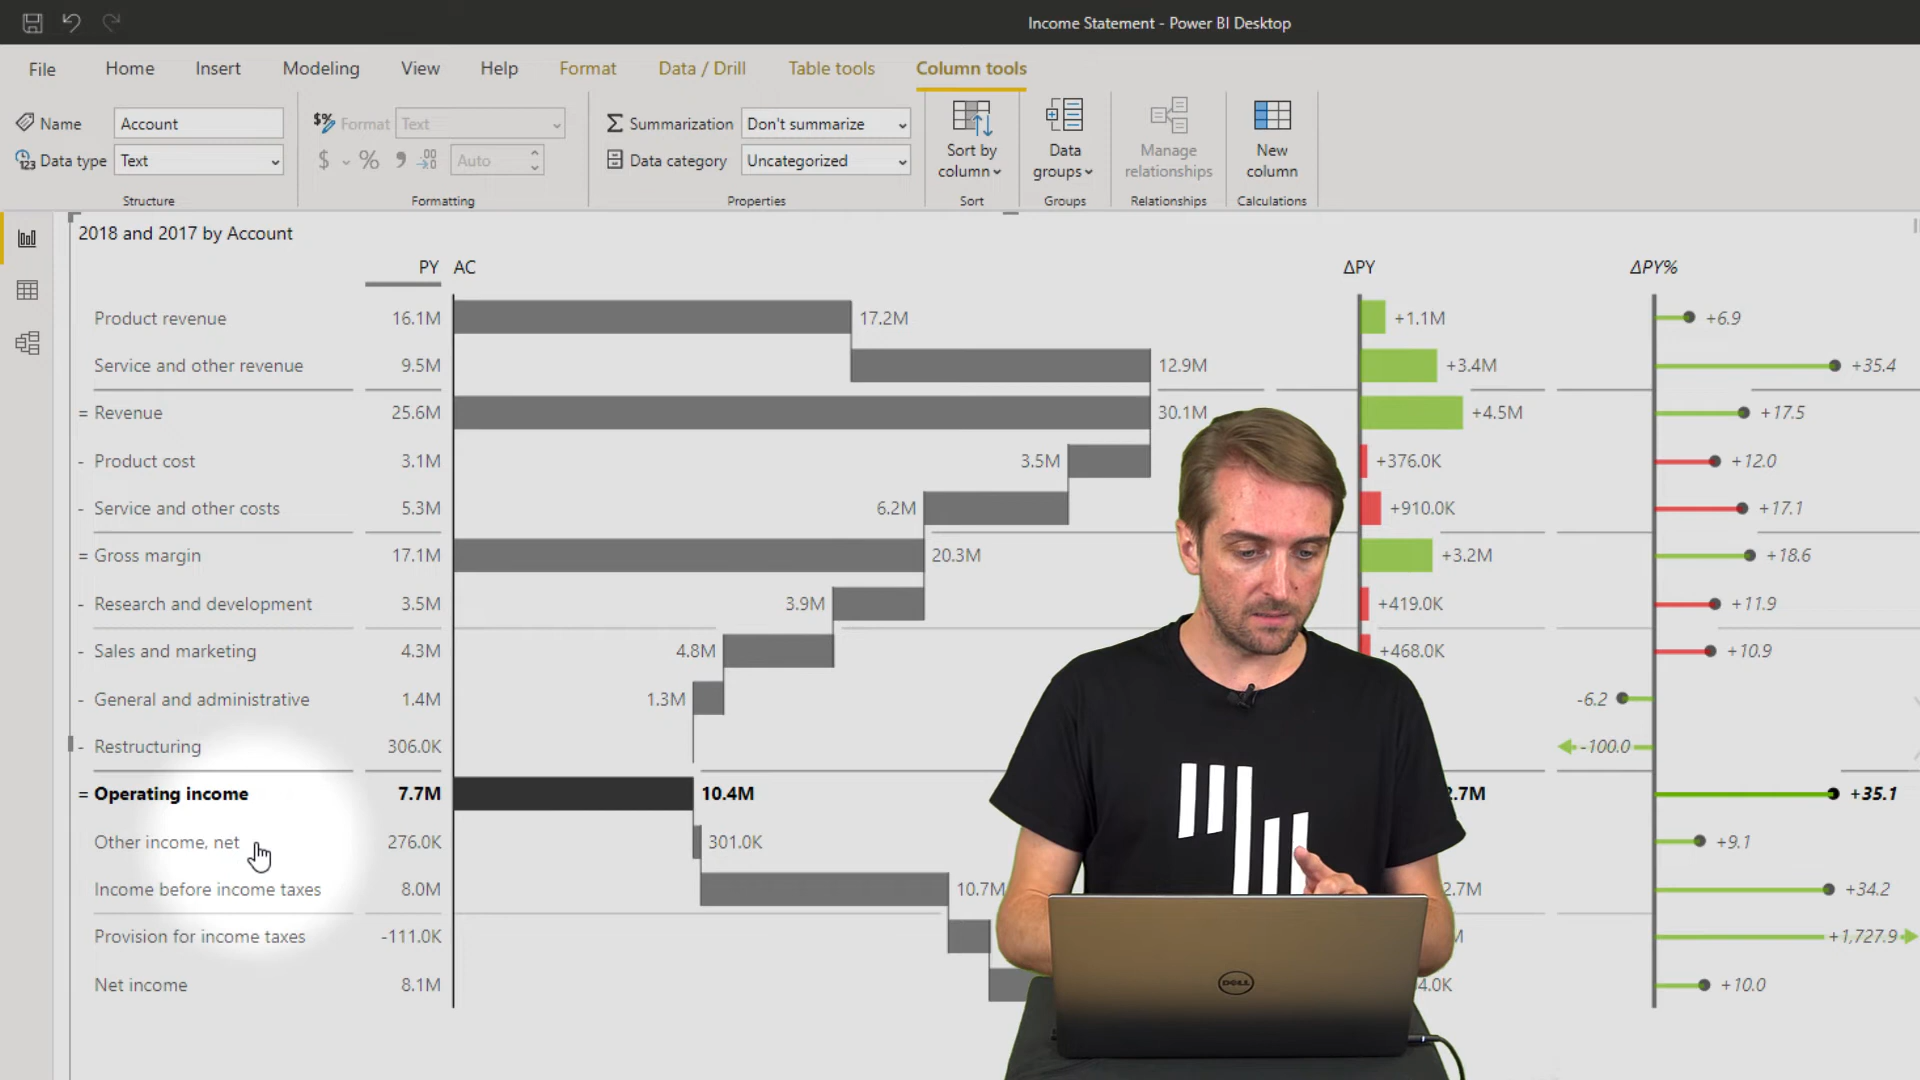 Income Statement - Power BI Desktop
File Home Insert Modeling View Help Format Data / Drill Table tools Column tools
Name Account $% Format Text Σ Summarization Don't summarize
123 Data type Text $ % Auto Data category Uncategorized
Sort by column Data groups Manage relationships New column
Structure Formatting Properties Sort Groups Relationships Calculations
2018 and 2017 by Account
PY AC ΔPY ΔPY%
Product revenue 16.1M 17.2M +1.1M +6.9
Service and other revenue 9.5M 12.9M +3.4M +35.4
= Revenue 25.6M 30.1M +4.5M +17.5
- Product cost 3.1M 3.5M +376.0K +12.0
- Service and other costs 5.3M 6.2M +910.0K +17.1
= Gross margin 17.1M 20.3M +3.2M +18.6
- Research and development 3.5M 3.9M +419.0K +11.9
- Sales and marketing 4.3M 4.8M +468.0K +10.9
- General and administrative 1.4M 1.3M -6.2
- Restructuring 306.0K -100.0
= Operating income 7.7M 10.4M 2.7M +35.1
Other income, net 276.0K 301.0K +9.1
Income before income taxes 8.0M 10.7M 2.7M +34.2
Provision for income taxes -111.0K M +1,727.9
Net income 8.1M 4.0K +10.0
DELL